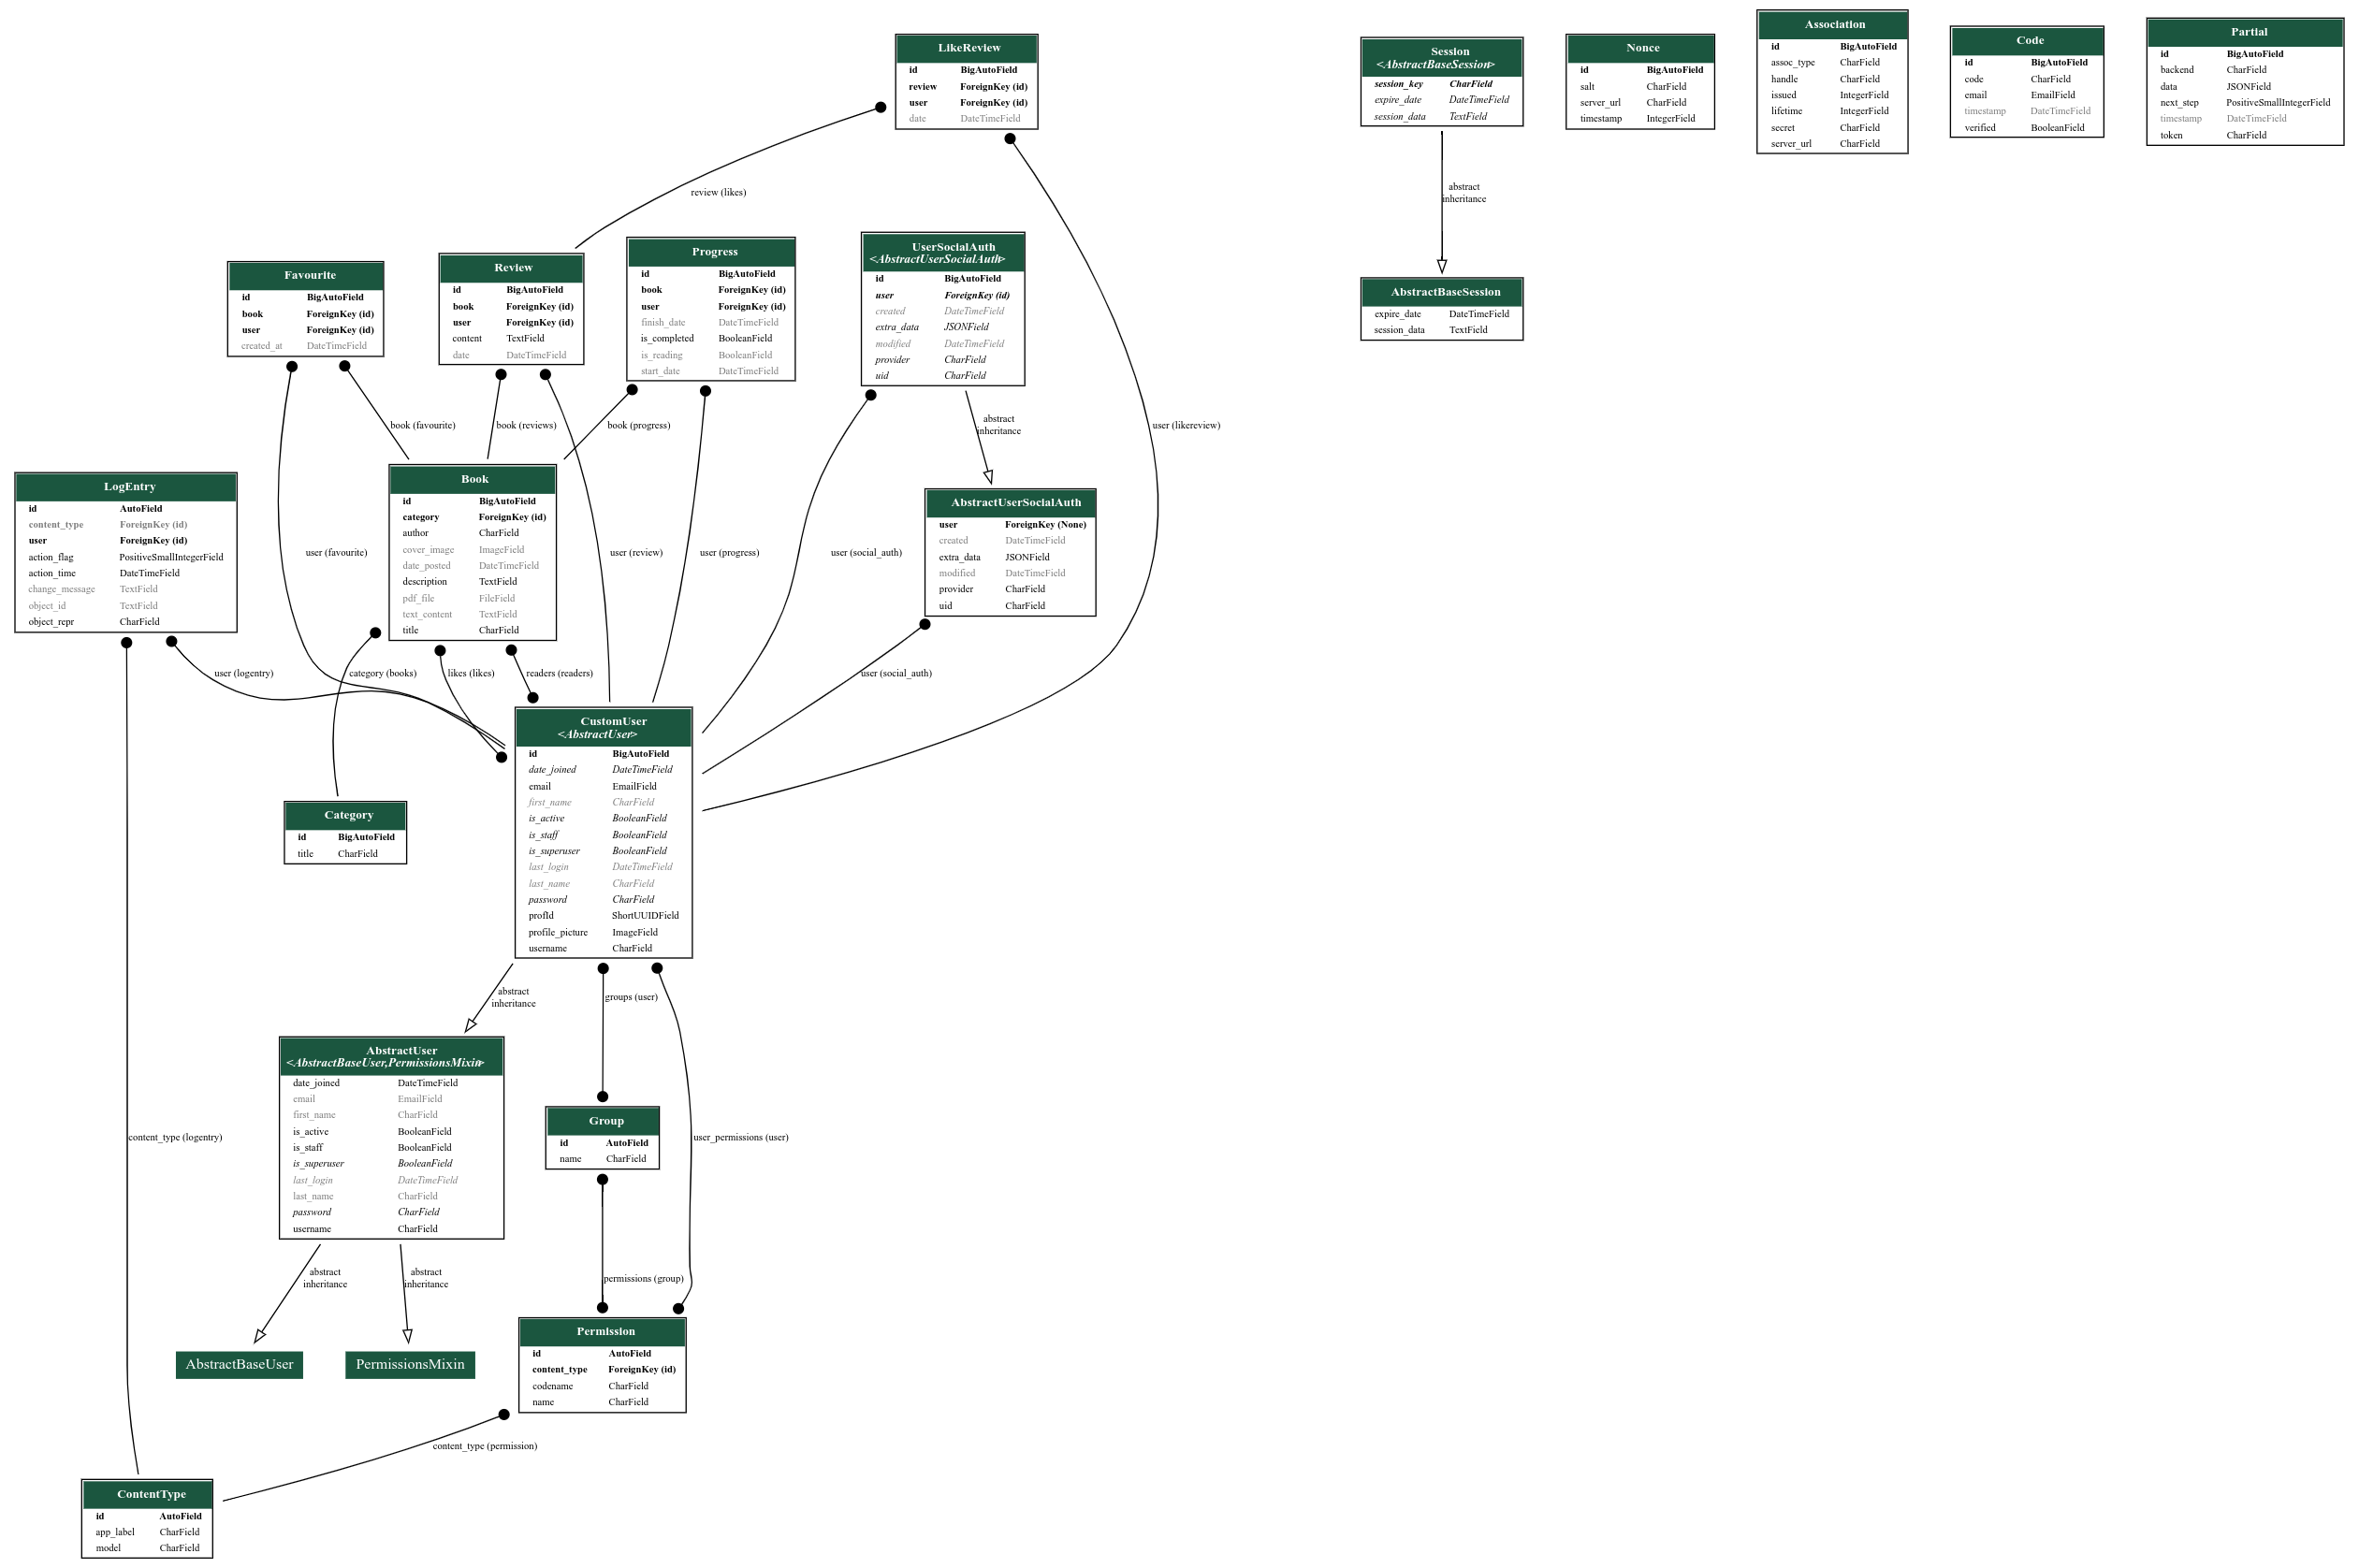 LikeReview
id BigAutoField
review ForeignKey (id)
user ForeignKey (id)
date DateTimeField
Session
<AbstractBaseSession>
session_key CharField
expire_date DateTimeField
session_data TextField
Nonce
id BigAutoField
salt CharField
server_url CharField
timestamp IntegerField
Association
id BigAutoField
assoc_type CharField
handle CharField
issued IntegerField
lifetime IntegerField
secret CharField
server_url CharField
Code
id BigAutoField
code CharField
email EmailField
timestamp DateTimeField
verified BooleanField
Partial
id BigAutoField
backend CharField
data JSONField
next_step PositiveSmallIntegerField
timestamp DateTimeField
token CharField
review (likes)
abstract
inheritance
Favourite
id BigAutoField
book ForeignKey (id)
user ForeignKey (id)
created_at DateTimeField
Review
id BigAutoField
book ForeignKey (id)
user ForeignKey (id)
content TextField
date DateTimeField
Progress
id BigAutoField
book ForeignKey (id)
user ForeignKey (id)
finish_date DateTimeField
is_completed BooleanField
is_reading BooleanField
start_date DateTimeField
UserSocialAuth
<AbstractUserSocialAuth>
id BigAutoField
user ForeignKey (id)
created DateTimeField
extra_data JSONField
modified DateTimeField
provider CharField
uid CharField
AbstractBaseSession
expire_date DateTimeField
session_data TextField
book (favourite)
book (reviews)
book (progress)
abstract
inheritance
user (likereview)
LogEntry
id AutoField
content_type ForeignKey (id)
user ForeignKey (id)
action_flag PositiveSmallIntegerField
action_time DateTimeField
change_message TextField
object_id TextField
object_repr CharField
Book
id BigAutoField
category ForeignKey (id)
author CharField
cover_image ImageField
date_posted DateTimeField
description TextField
pdf_file FileField
text_content TextField
title CharField
AbstractUserSocialAuth
user ForeignKey (None)
created DateTimeField
extra_data JSONField
modified DateTimeField
provider CharField
uid CharField
user (favourite)
user (review)
user (progress)
user (social_auth)
user (logentry)
category (books)
likes (likes)
readers (readers)
user (social_auth)
CustomUser
<AbstractUser>
id BigAutoField
date_joined DateTimeField
email EmailField
first_name CharField
is_active BooleanField
is_staff BooleanField
is_superuser BooleanField
last_login DateTimeField
last_name CharField
password CharField
profId ShortUUIDField
profile_picture ImageField
username CharField
Category
id BigAutoField
title CharField
abstract
inheritance
groups (user)
AbstractUser
<AbstractBaseUser,PermissionsMixin>
date_joined DateTimeField
email EmailField
first_name CharField
is_active BooleanField
is_staff BooleanField
is_superuser BooleanField
last_login DateTimeField
last_name CharField
password CharField
username CharField
Group
id AutoField
name CharField
content_type (logentry)
user_permissions (user)
abstract
inheritance
abstract
inheritance
permissions (group)
AbstractBaseUser
PermissionsMixin
Permission
id AutoField
content_type ForeignKey (id)
codename CharField
name CharField
content_type (permission)
ContentType
id AutoField
app_label CharField
model CharField